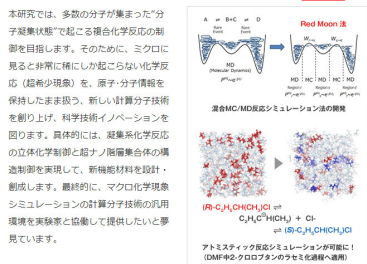 本研究では、多数の分子が集まった“分
子凝集状態”で起こる複合化学反応の制
御を目指します。そのために、ミクロに
見ると非常に稀にしか起こらない化学反
応（超希少現象）を、原子·分子情報を
保持したまま扱う、新しい計算分子技術
を創り上げ、科学技術イノベーションを
図ります。具体的には、凝集系化学反応
の立体化学制御と超ナノ階層集合体の構
造制御を実現して、新機能材料を設計・
創成します。最終的に、マクロ化学現象
シミュレーションの計算分子技術の汎用
環境を実験家と協働して提供したいと夢
見ています。
A ⇌ B+C ⇌ D
Rare Event
Rare Event
MD
(Molecular Dynamics)
Red Moon 法
MD MC MD MC MD
混合MC/MD反応シミュレーション法の開発
(R)-C₂H₅CH(CH₃)Cl
C₂H₅C⊕H(CH₃) + Cl-
(S)-C₂H₅CH(CH₃)Cl
アトミスティック反応シミュレーションが可能に！
（DMF中2-クロロブタンのラセミ化過程へ適用）